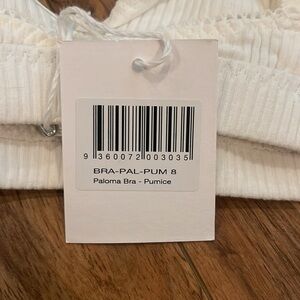 9 360072 003035
BRA-PAL-PUM 8
Paloma Bra - Pumice